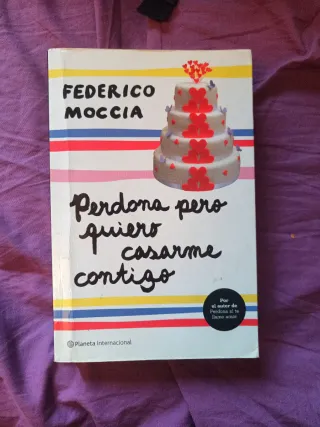 FEDERICO
MOCCIA
Perdona pero
quiero
casarme
contigo
Por
el autor de
Perdona si te
llamo amor
Planeta Internacional